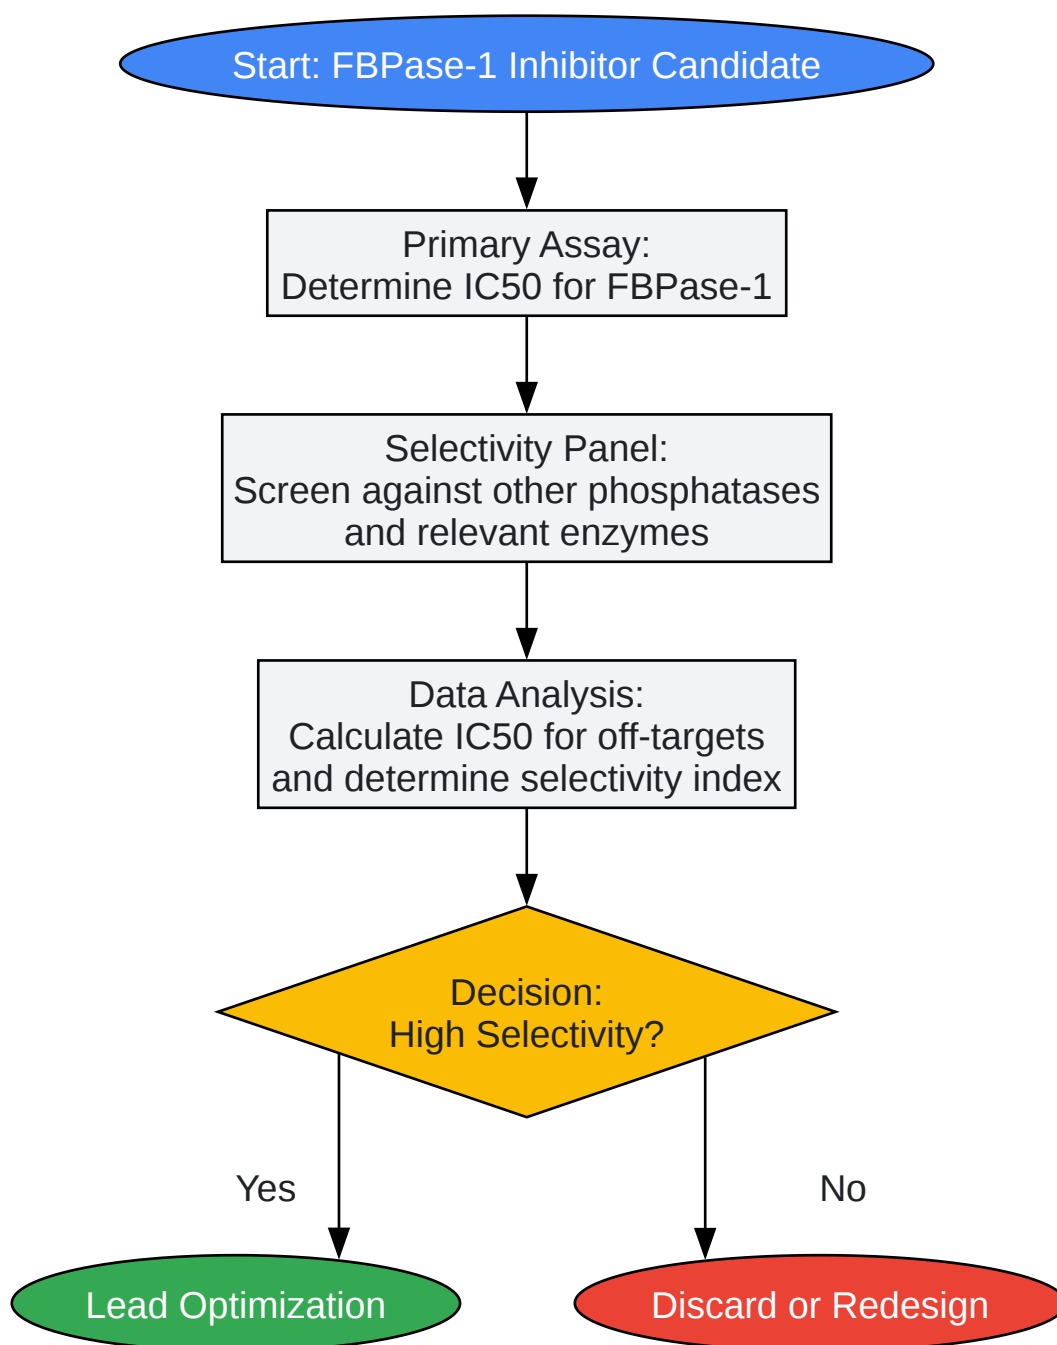 Start: FBPase-1 Inhibitor Candidate
Primary Assay:
Determine IC50 for FBPase-1
Selectivity Panel:
Screen against other phosphatases
and relevant enzymes
Data Analysis:
Calculate IC50 for off-targets
and determine selectivity index
Decision:
High Selectivity?
Yes
No
Lead Optimization
Discard or Redesign